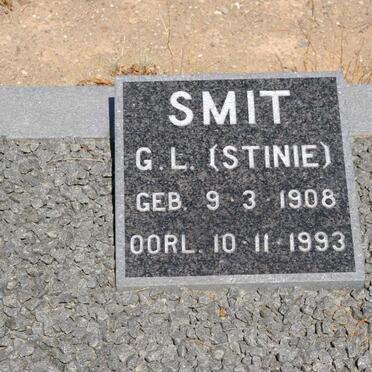 SMIT
G.L. (STINIE)
GEB. 9·3·1908
OORL. 10·11·1993